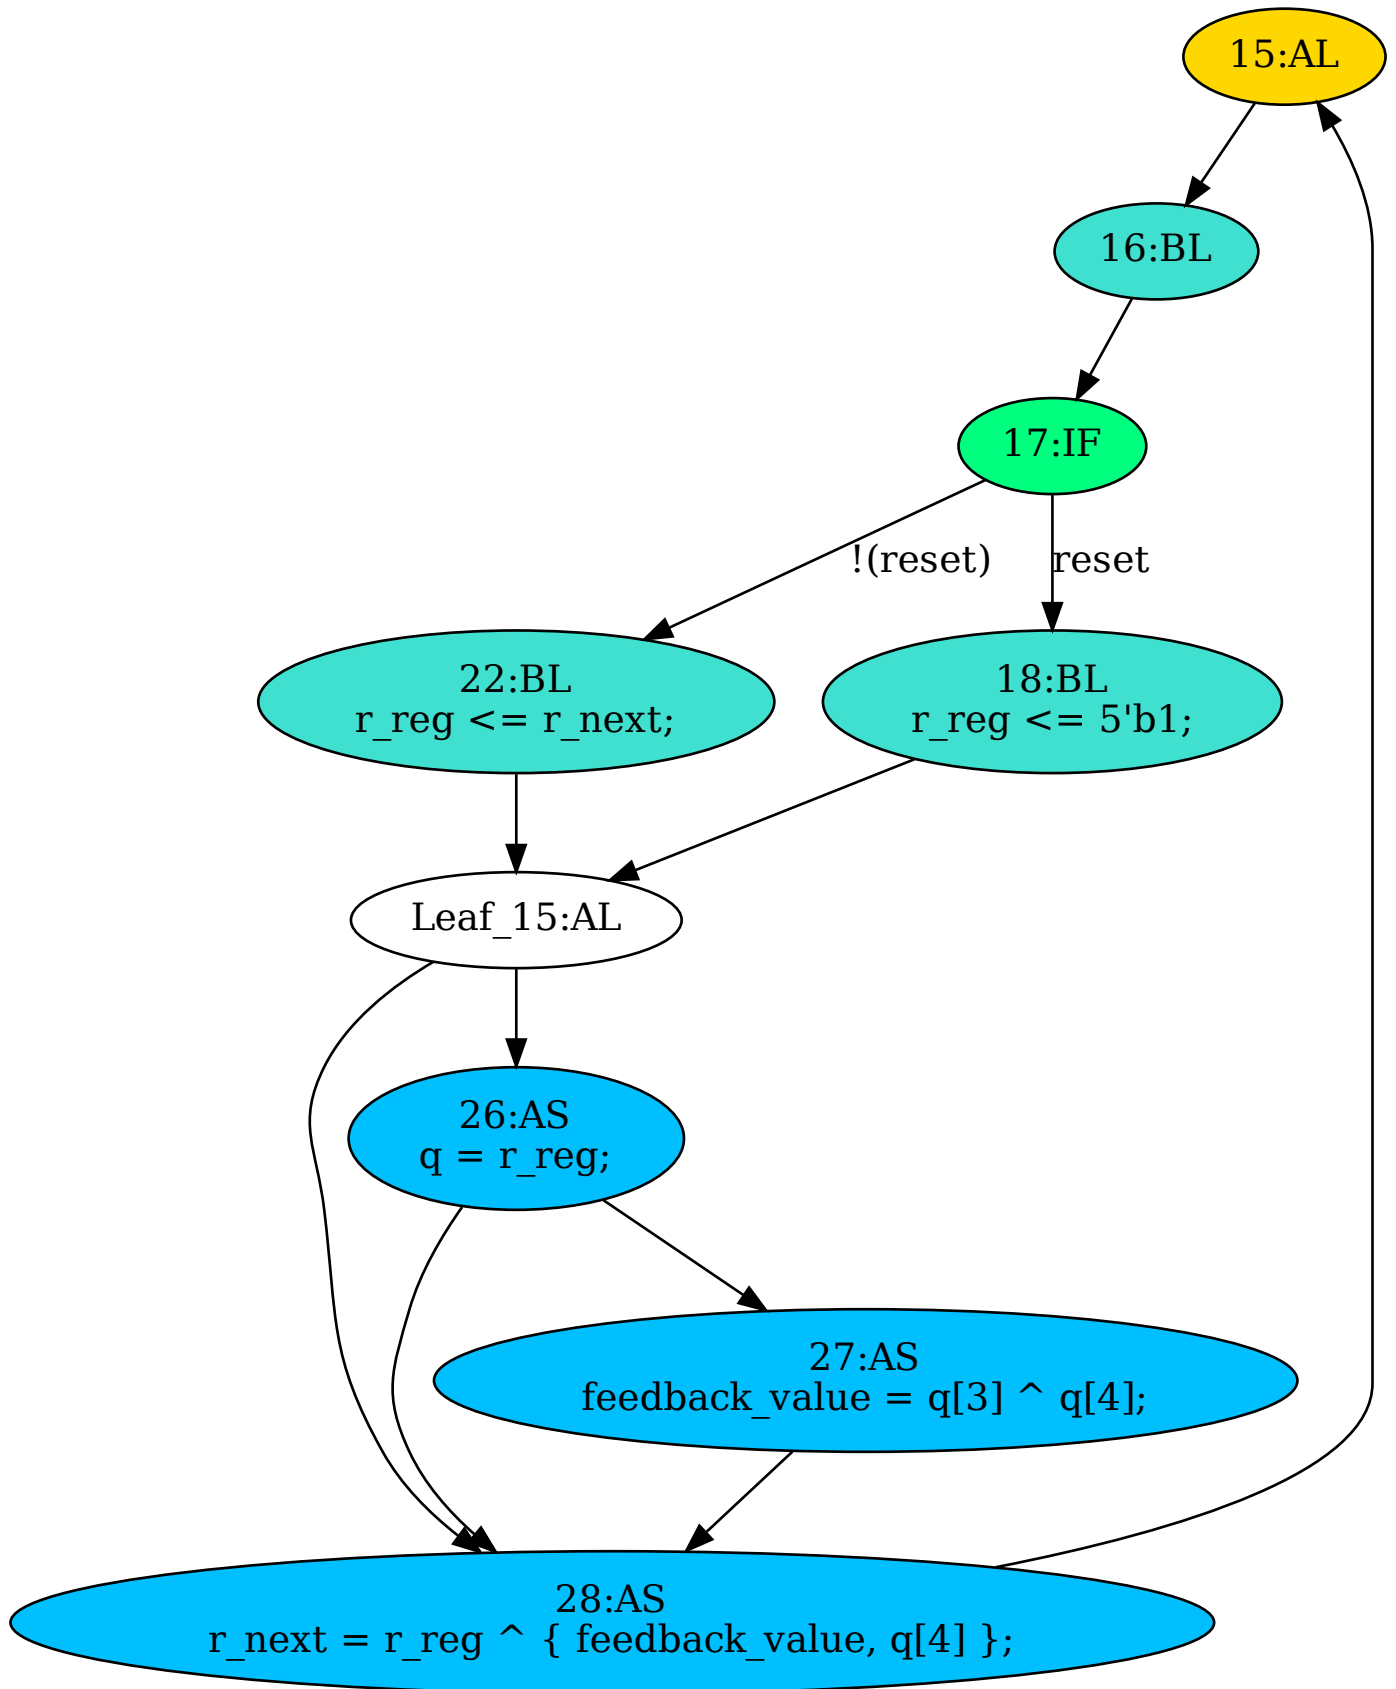 15:AL
16:BL
17:IF
!(reset)
reset
22:BL
r_reg <= r_next;
18:BL
r_reg <= 5'b1;
Leaf_15:AL
26:AS
q = r_reg;
27:AS
feedback_value = q[3] ^ q[4];
28:AS
r_next = r_reg ^ { feedback_value, q[4] };